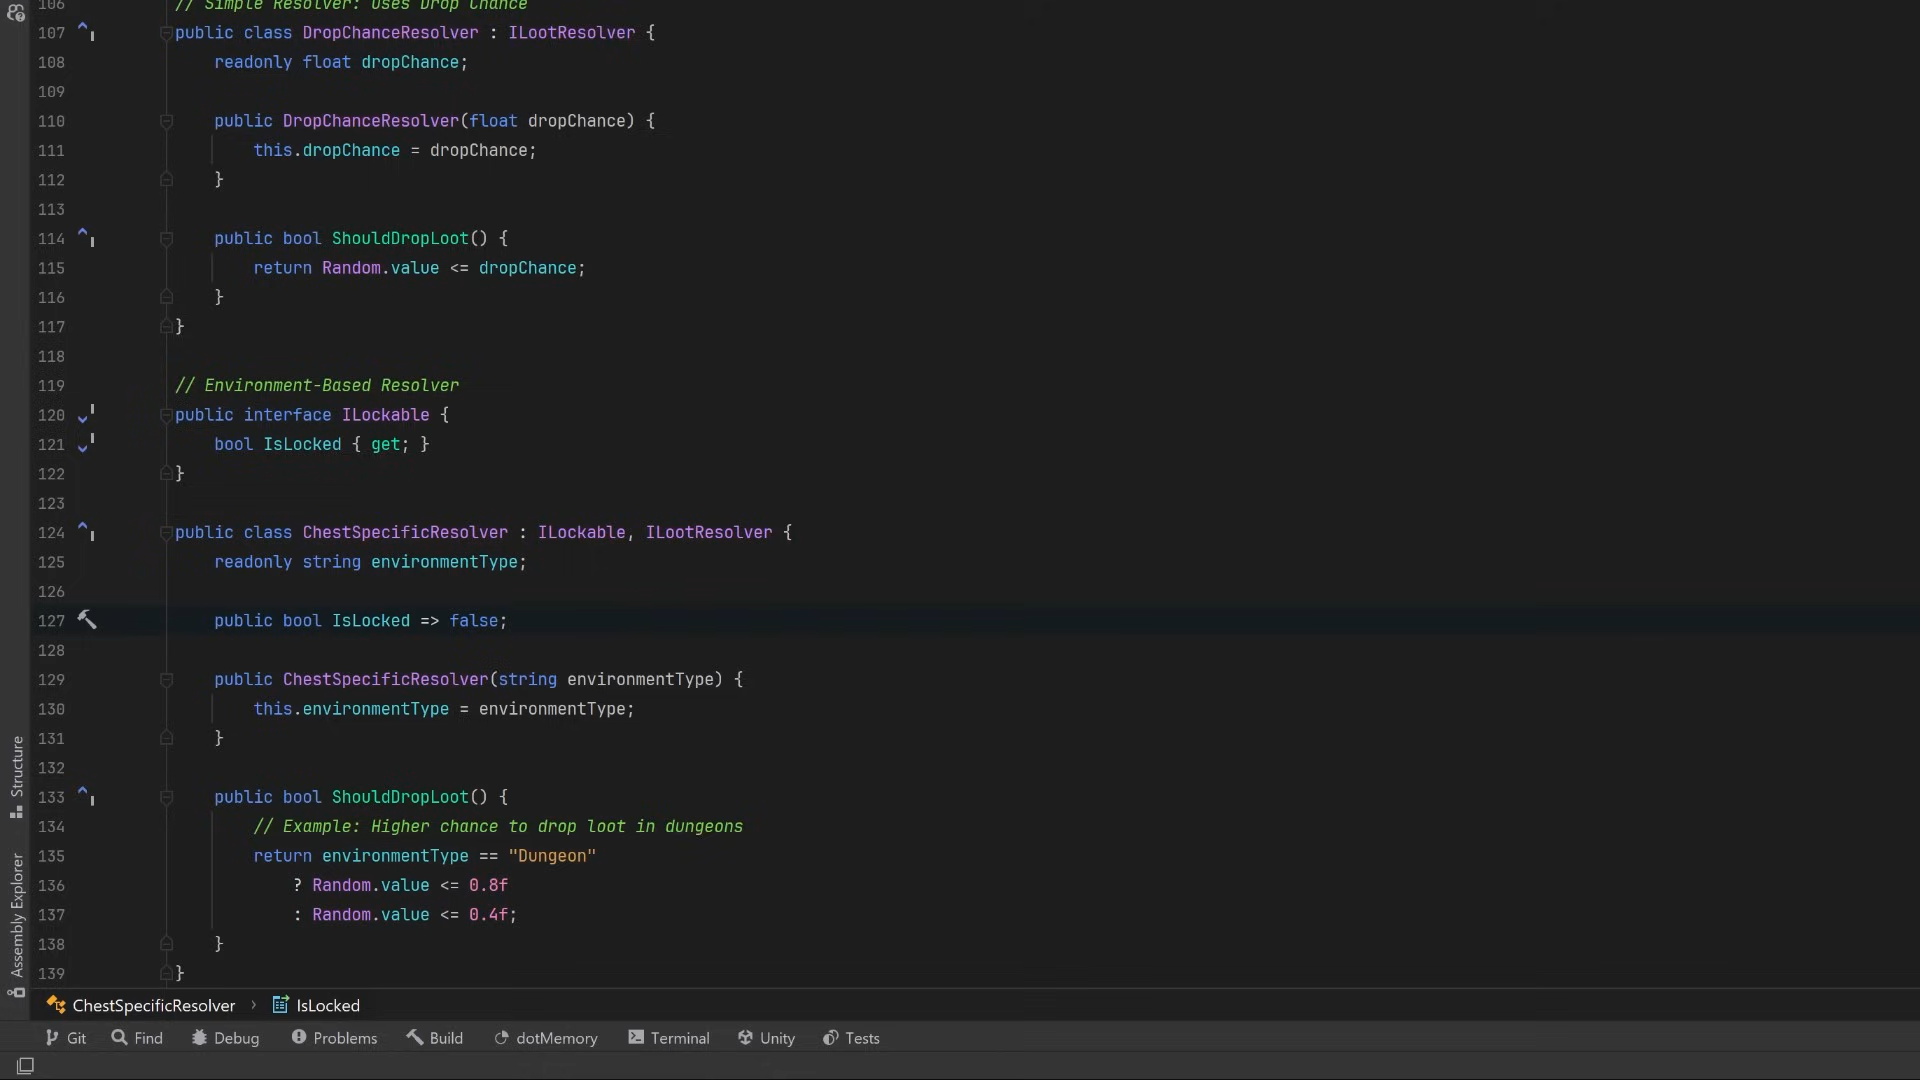 106 // Simple Resolver: Uses Drop Chance
107 public class DropChanceResolver : ILootResolver {
108 readonly float dropChance;
109
110 public DropChanceResolver(float dropChance) {
111 this.dropChance = dropChance;
112 }
113
114 public bool ShouldDropLoot() {
115 return Random.value <= dropChance;
116 }
117 }
118
119 // Environment-Based Resolver
120 public interface ILockable {
121 bool IsLocked { get; }
122 }
123
124 public class ChestSpecificResolver : ILockable, ILootResolver {
125 readonly string environmentType;
126
127 public bool IsLocked => false;
128
129 public ChestSpecificResolver(string environmentType) {
130 this.environmentType = environmentType;
131 }
132
133 public bool ShouldDropLoot() {
134 // Example: Higher chance to drop loot in dungeons
135 return environmentType == "Dungeon"
136 ? Random.value <= 0.8f
137 : Random.value <= 0.4f;
138 }
139 }
Structure
Assembly Explorer
ChestSpecificResolver › IsLocked
Git Find Debug Problems Build dotMemory Terminal Unity Tests